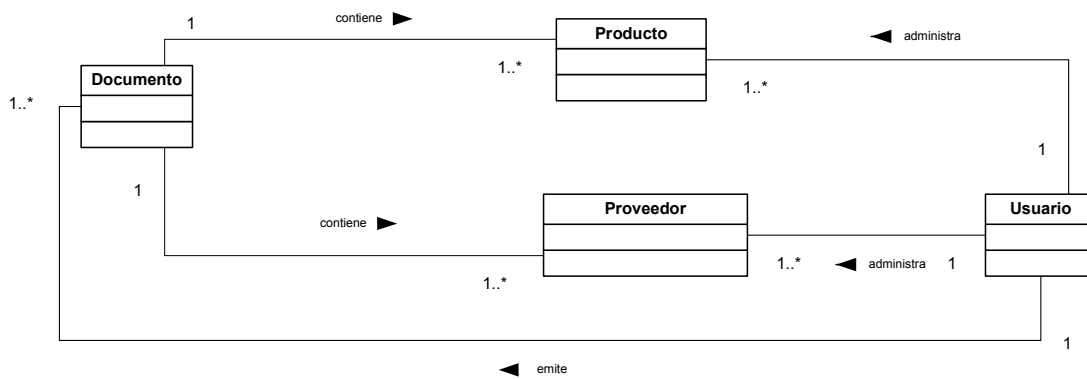 contiene
1
Producto
administra
1..*
1..*
Documento
1..*
1
1
Proveedor
Usuario
contiene
1..*
administra
1
1..*
1
emite